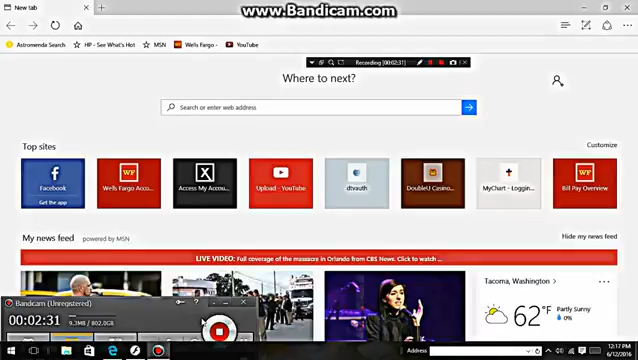 www.Bandicam.com
New tab
Astromenda Search
HP - See What's Hot
MSN
Wells Fargo -
YouTube
Recording [00:02:31]
Where to next?
Search or enter web address
Top sites
Customize
Facebook
Get the app
Wells Fargo Acco...
Access My Accou...
Upload - YouTube
dtvauth
DoubleU Casino...
MyChart - Loggin...
Bill Pay Overview
My news feed
powered by MSN
Hide my news feed
LIVE VIDEO: Full coverage of the massacre in Orlando from CBS News. Click to watch ...
Tacoma, Washington
62°F
Partly Sunny
0%
Bandicam (Unregistered)
00:02:31
9.3MB / 802.0GB
Address
12:17 PM
6/12/2016